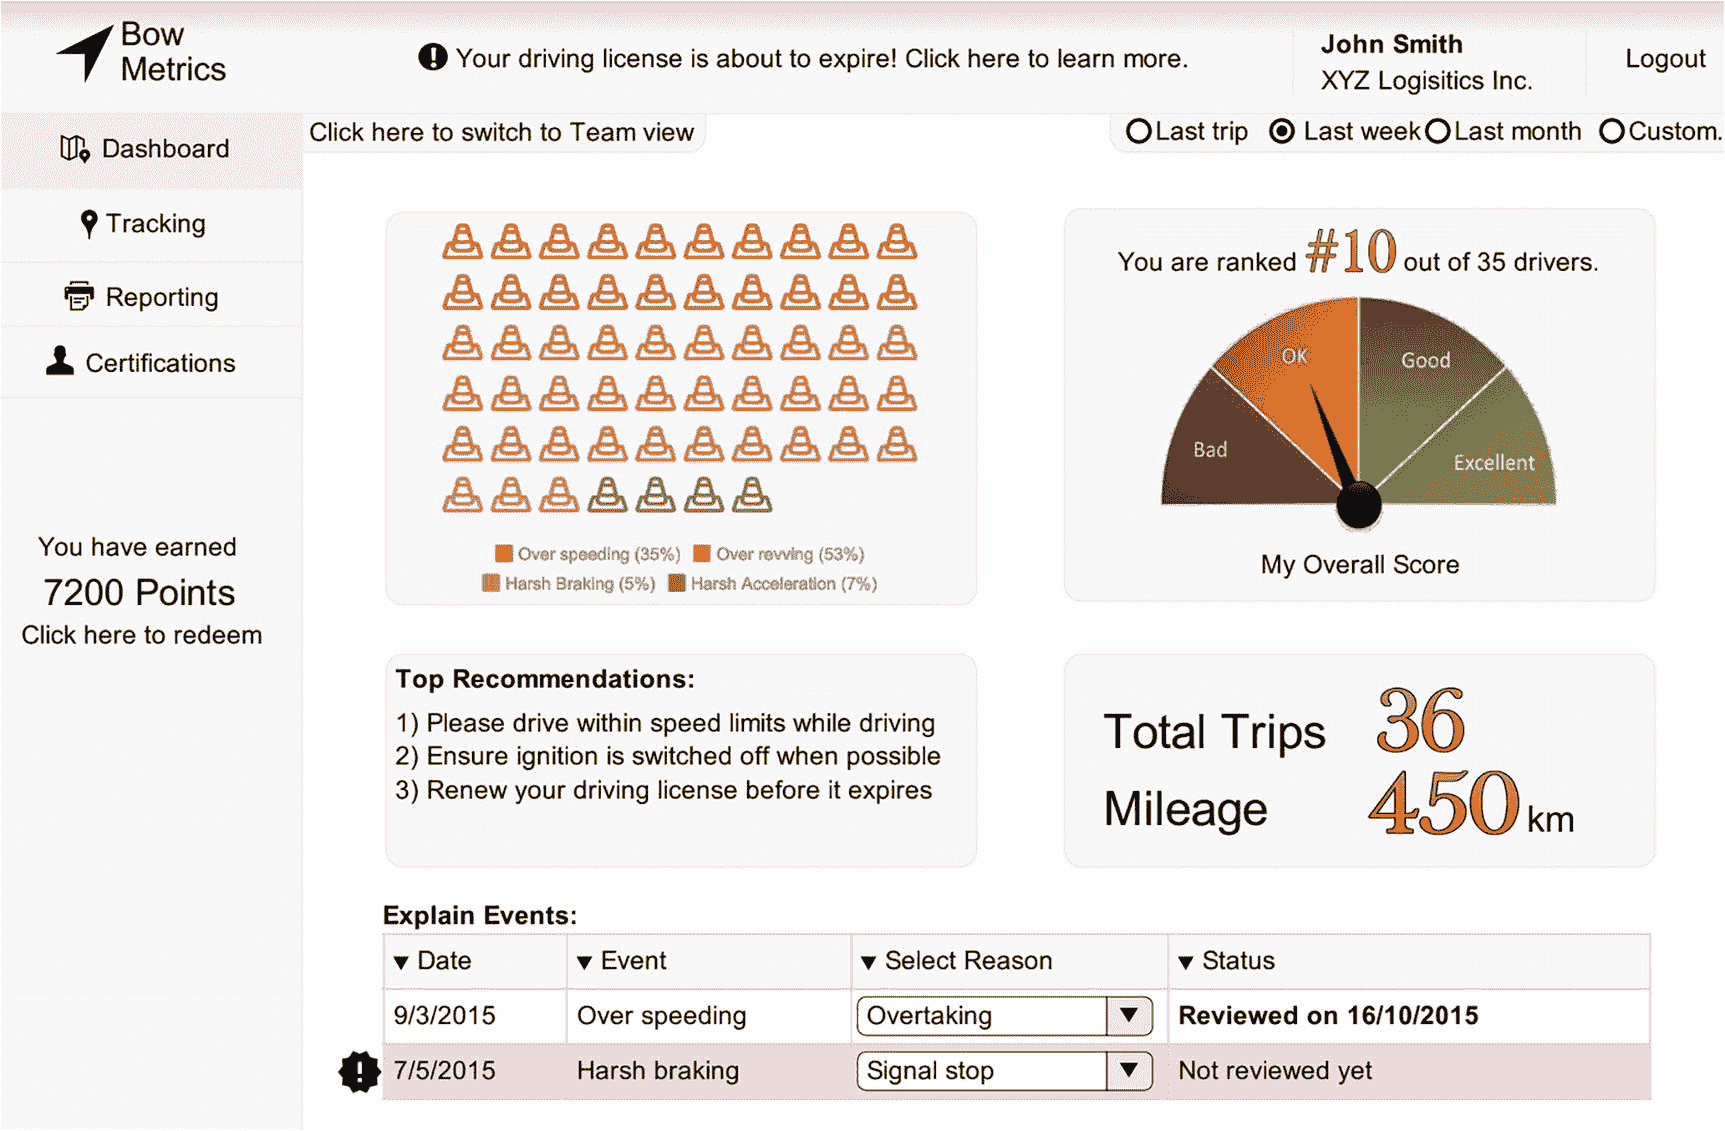 Bow
Metrics
Your driving license is about to expire! Click here to learn more.
John Smith
XYZ Logisitics Inc.
Logout
Dashboard
Tracking
Reporting
Certifications
You have earned
7200 Points
Click here to redeem
Click here to switch to Team view
Last trip Last week Last month Custom.
Over speeding (35%) Over revving (53%)
Harsh Braking (5%) Harsh Acceleration (7%)
You are ranked #10 out of 35 drivers.
Bad
OK
Good
Excellent
My Overall Score
Top Recommendations:
1) Please drive within speed limits while driving
2) Ensure ignition is switched off when possible
3) Renew your driving license before it expires
Total Trips 36
Mileage 450 km
Explain Events:
Date Event Select Reason Status
9/3/2015 Over speeding Overtaking Reviewed on 16/10/2015
7/5/2015 Harsh braking Signal stop Not reviewed yet